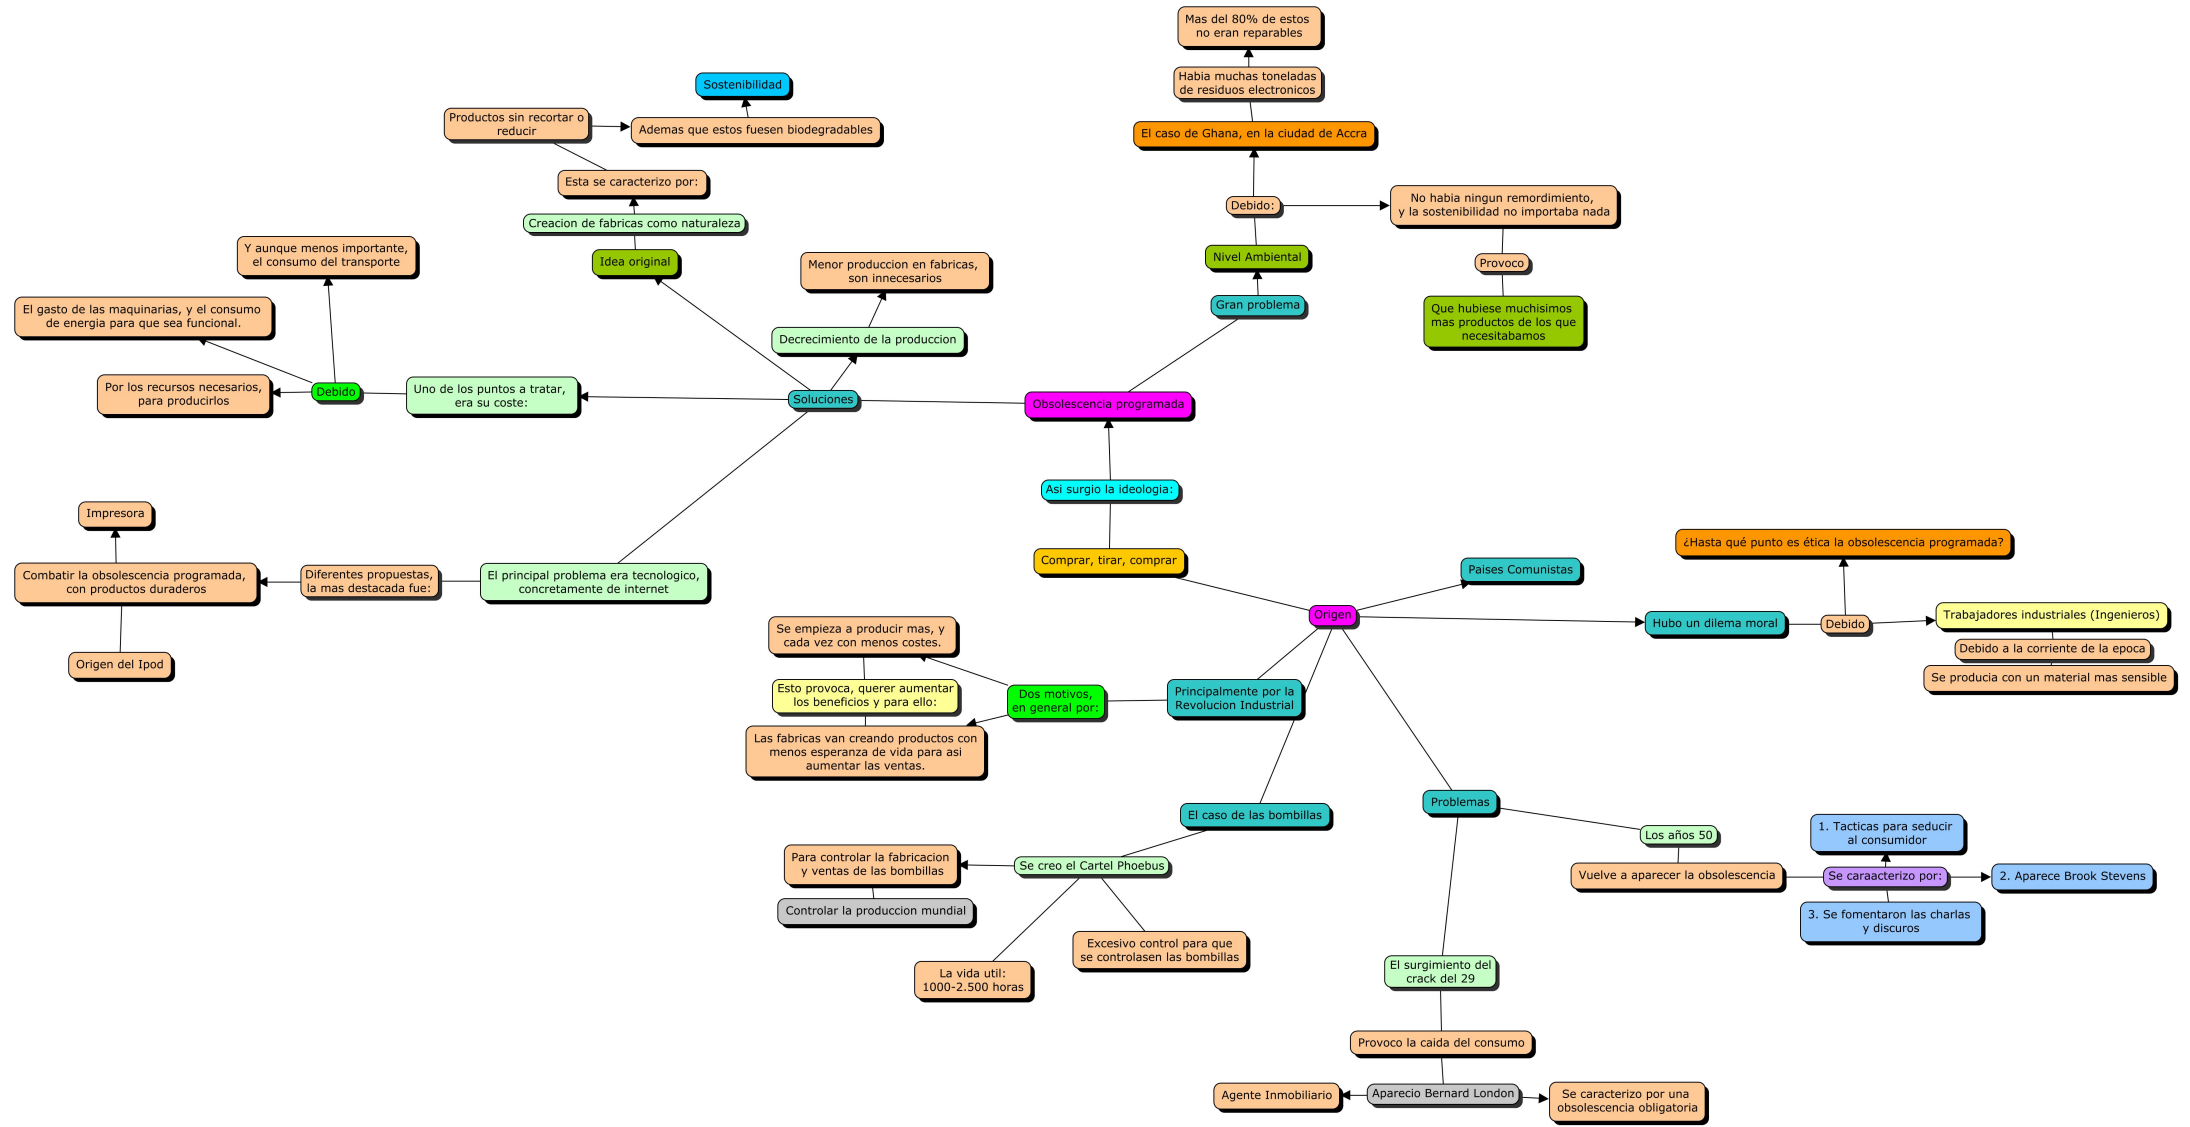 Mas del 80% de estos
no eran reparables
Habia muchas toneladas
de residuos electronicos
El caso de Ghana, en la ciudad de Accra
Debido:
No habia ningun remordimiento,
y la sostenibilidad no importaba nada
Provoco
Que hubiese muchisimos
mas productos de los que
necesitabamos
Nivel Ambiental
Gran problema
Sostenibilidad
Productos sin recortar o
reducir
Ademas que estos fuesen biodegradables
Esta se caracterizo por:
Creacion de fabricas como naturaleza
Idea original
Menor produccion en fabricas,
son innecesarios
Decrecimiento de la produccion
Y aunque menos importante,
el consumo del transporte
El gasto de las maquinarias, y el consumo
de energia para que sea funcional.
Por los recursos necesarios,
para producirlos
Debido
Uno de los puntos a tratar,
era su coste:
Soluciones
Obsolescencia programada
Asi surgio la ideologia:
Comprar, tirar, comprar
Impresora
Combatir la obsolescencia programada,
con productos duraderos
Diferentes propuestas,
la mas destacada fue:
El principal problema era tecnologico,
concretamente de internet
Origen del Ipod
Origen
Paises Comunistas
¿Hasta qué punto es ética la obsolescencia programada?
Hubo un dilema moral
Debido
Trabajadores industriales (Ingenieros)
Debido a la corriente de la epoca
Se producia con un material mas sensible
Se empieza a producir mas, y
cada vez con menos costes.
Esto provoca, querer aumentar
los beneficios y para ello:
Las fabricas van creando productos con
menos esperanza de vida para asi
aumentar las ventas.
Dos motivos,
en general por:
Principalmente por la
Revolucion Industrial
El caso de las bombillas
Se creo el Cartel Phoebus
Para controlar la fabricacion
y ventas de las bombillas
Controlar la produccion mundial
La vida util:
1000-2.500 horas
Excesivo control para que
se controlasen las bombillas
Problemas
Los años 50
Vuelve a aparecer la obsolescencia
Se caraacterizo por:
1. Tacticas para seducir
al consumidor
2. Aparece Brook Stevens
3. Se fomentaron las charlas
y discuros
El surgimiento del
crack del 29
Provoco la caida del consumo
Aparecio Bernard London
Agente Inmobiliario
Se caracterizo por una
obsolescencia obligatoria